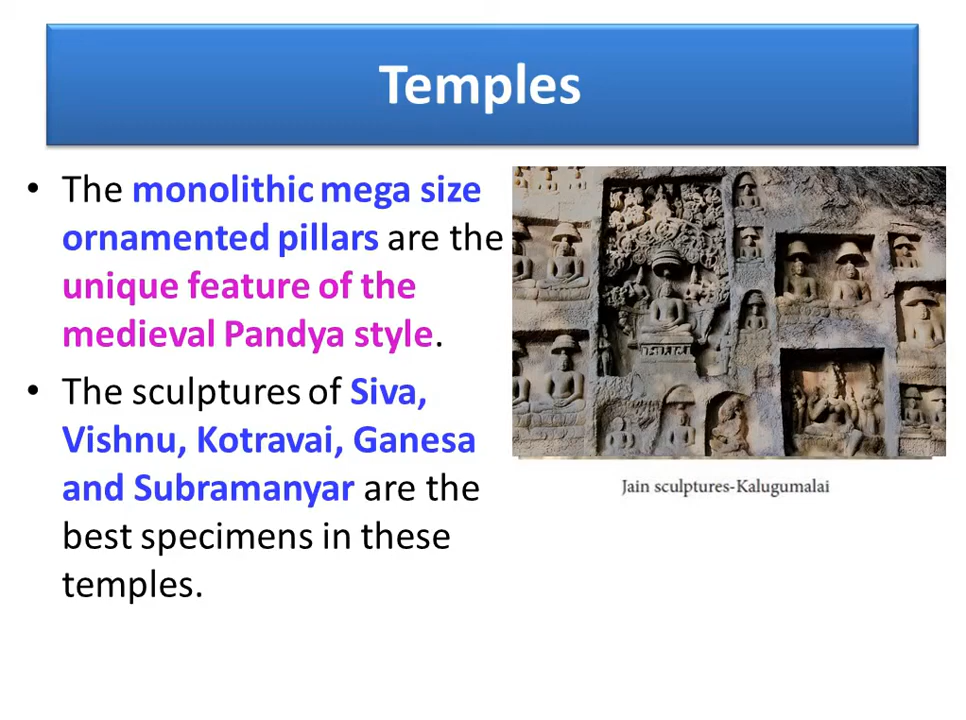 Temples
• The monolithic mega size
ornamented pillars are the
unique feature of the
medieval Pandya style.
• The sculptures of Siva,
Vishnu, Kotravai, Ganesa
and Subramanyar are the
best specimens in these
temples.
Jain sculptures-Kalugumalai